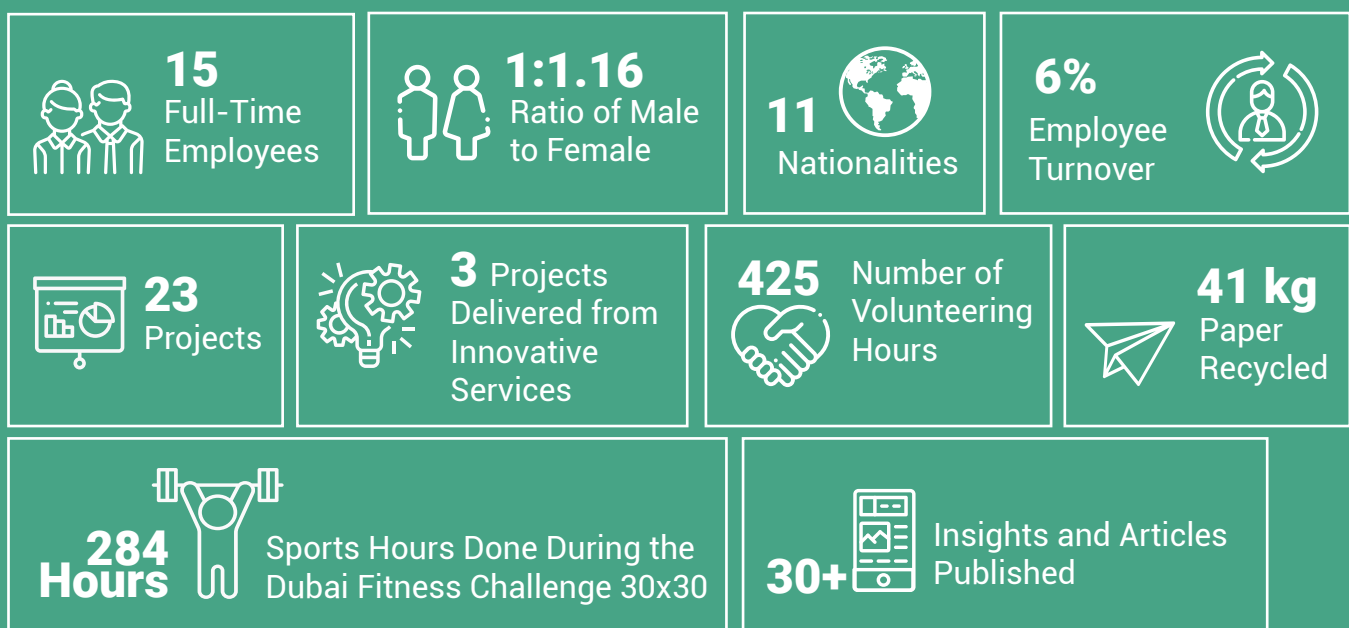 15
Full-Time
Employees
1:1.16
Ratio of Male
to Female
11
Nationalities
6%
Employee
Turnover
23
Projects
3 Projects
Delivered from
Innovative
Services
425
Number of
Volunteering
Hours
41 kg
Paper
Recycled
284
Hours
Sports Hours Done During the
Dubai Fitness Challenge 30x30
30+
Insights and Articles
Published